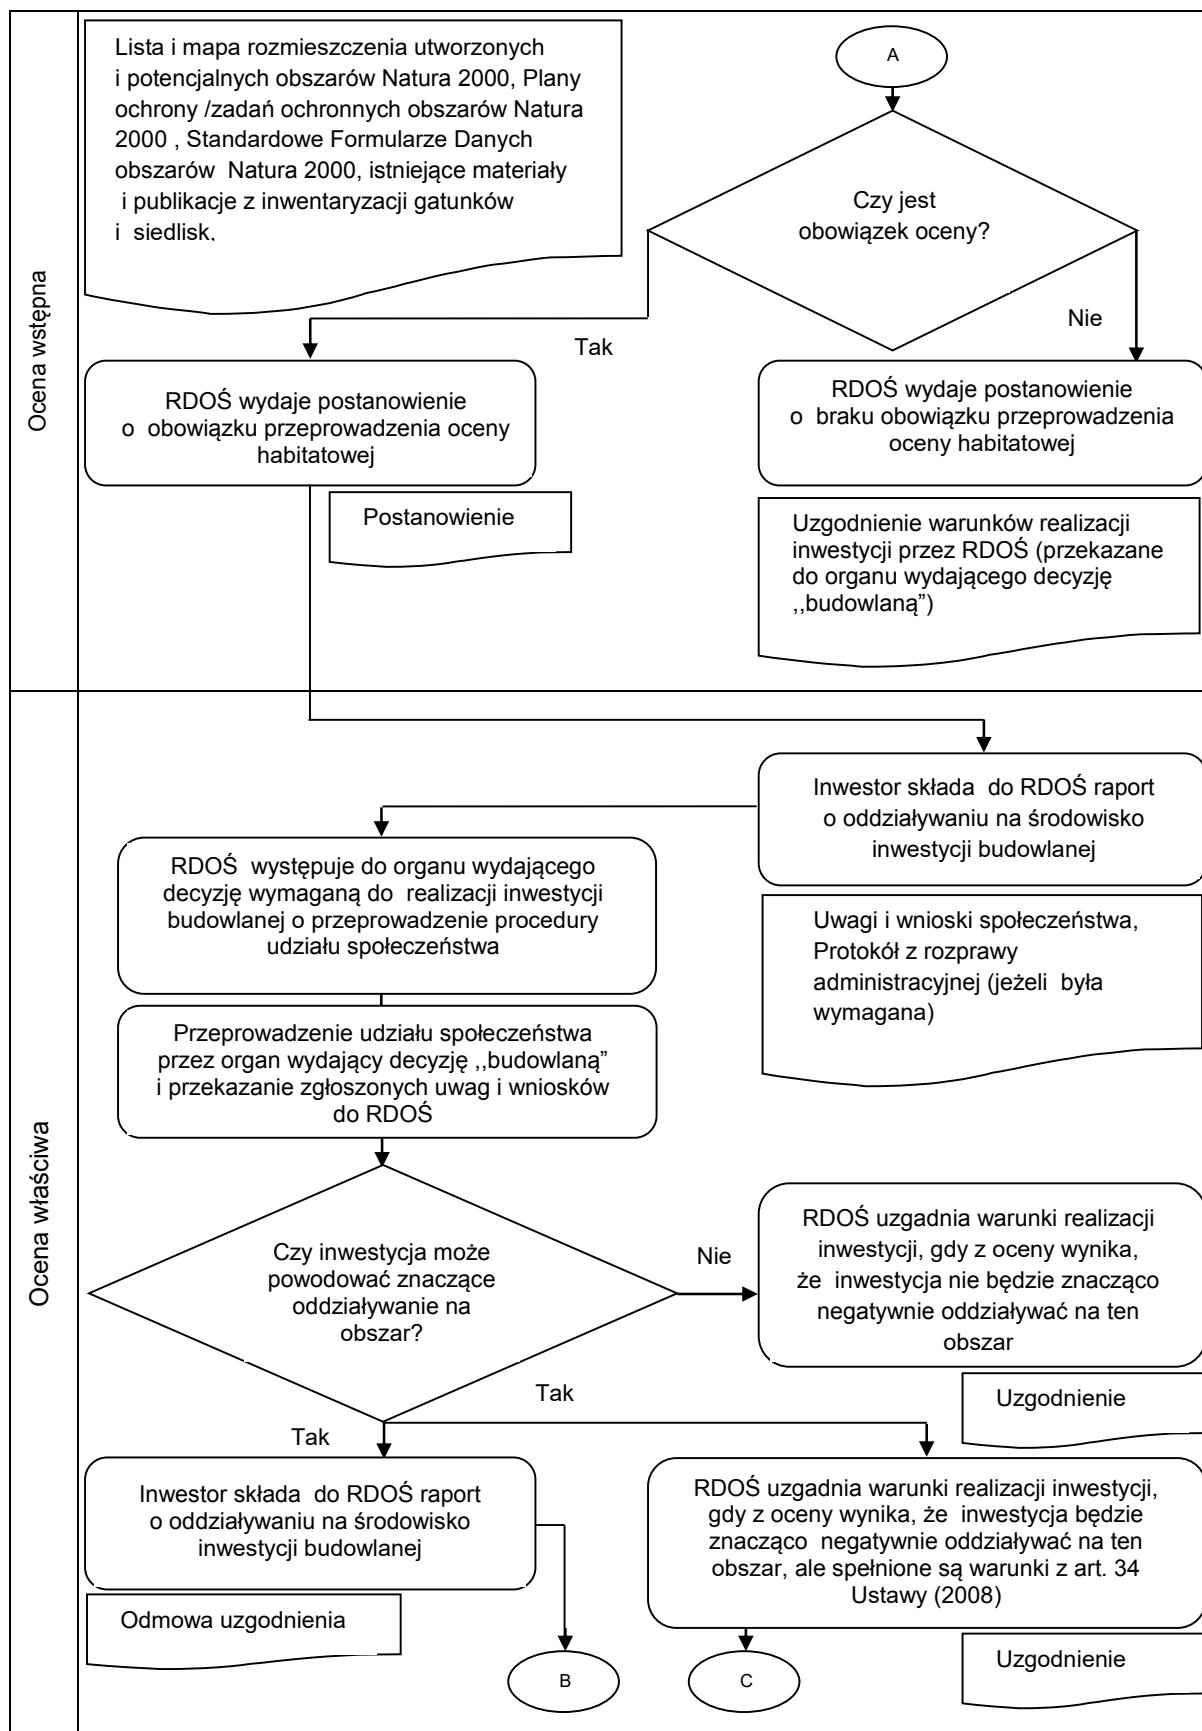 Ocena wstępna
Lista i mapa rozmieszczenia utworzonych
i potencjalnych obszarów Natura 2000, Plany
ochrony /zadań ochronnych obszarów Natura
2000 , Standardowe Formularze Danych
obszarów Natura 2000, istniejące materiały
i publikacje z inwentaryzacji gatunków
i siedlisk.
A
Czy jest
obowiązek oceny?
Tak
Nie
RDOŚ wydaje postanowienie
o obowiązku przeprowadzenia oceny
habitatowej
Postanowienie
RDOŚ wydaje postanowienie
o braku obowiązku przeprowadzenia
oceny habitatowej
Uzgodnienie warunków realizacji
inwestycji przez RDOŚ (przekazane
do organu wydającego decyzję
,,budowlaną”)
Ocena właściwa
Inwestor składa do RDOŚ raport
o oddziaływaniu na środowisko
inwestycji budowlanej
Uwagi i wnioski społeczeństwa,
Protokół z rozprawy
administracyjnej (jeżeli była
wymagana)
RDOŚ występuje do organu wydającego
decyzję wymaganą do realizacji inwestycji
budowlanej o przeprowadzenie procedury
udziału społeczeństwa
Przeprowadzenie udziału społeczeństwa
przez organ wydający decyzję ,,budowlaną”
i przekazanie zgłoszonych uwag i wniosków
do RDOŚ
Czy inwestycja może
powodować znaczące
oddziaływanie na
obszar?
Nie
RDOŚ uzgadnia warunki realizacji
inwestycji, gdy z oceny wynika,
że inwestycja nie będzie znacząco
negatywnie oddziaływać na ten
obszar
Uzgodnienie
Tak
Tak
Inwestor składa do RDOŚ raport
o oddziaływaniu na środowisko
inwestycji budowlanej
Odmowa uzgodnienia
B
RDOŚ uzgadnia warunki realizacji inwestycji,
gdy z oceny wynika, że inwestycja będzie
znacząco negatywnie oddziaływać na ten
obszar, ale spełnione są warunki z art. 34
Ustawy (2008)
Uzgodnienie
C